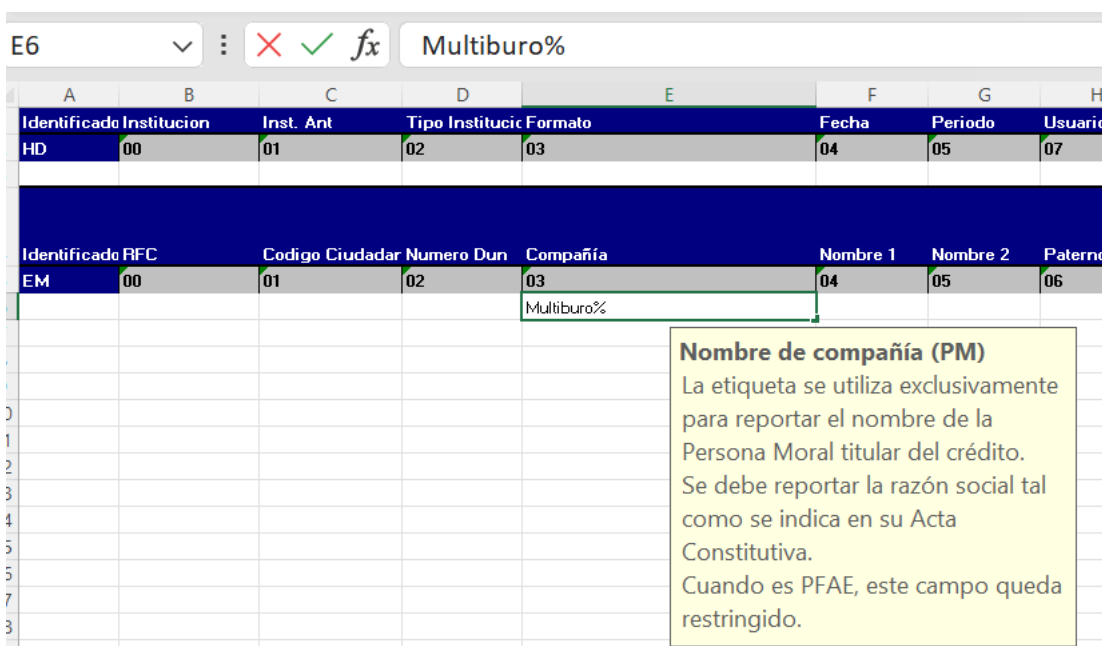 E6 fx Multiburo%
A B C D E F G H
Identificado Institucion Inst. Ant Tipo Institucio Formato Fecha Periodo Usuario
HD 00 01 02 03 04 05 07
Identificado RFC Codigo Ciudadan Numero Dun Compañía Nombre 1 Nombre 2 Paterno
EM 00 01 02 03 04 05 06
Multiburo%
Nombre de compañía (PM)
La etiqueta se utiliza exclusivamente
para reportar el nombre de la
Persona Moral titular del crédito.
Se debe reportar la razón social tal
como se indica en su Acta
Constitutiva.
Cuando es PFAE, este campo queda
restringido.